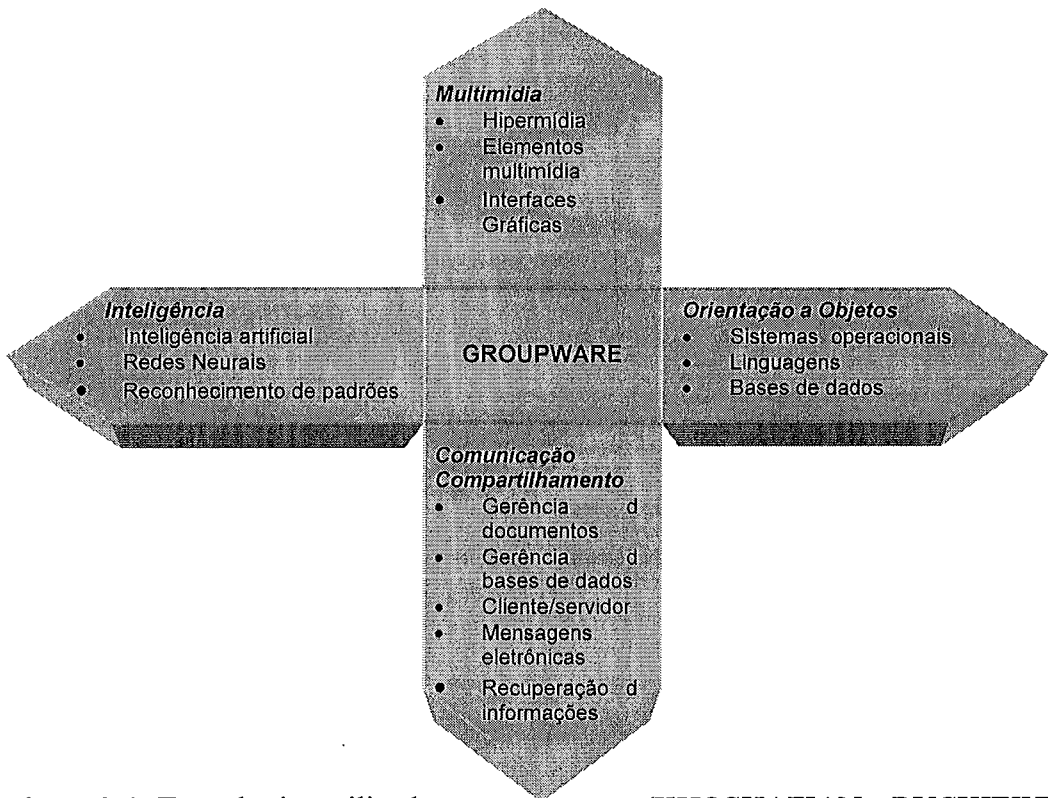 Multimídia
• Hipermídia
• Elementos
multimídia
• Interfaces
Gráficas
Inteligência
• Inteligência artificial
• Redes Neurais
• Reconhecimento de padrões
GROUPWARE
Orientação a Objetos
• Sistemas operacionais
• Linguagens
• Bases de dados
Comunicação
Compartilhamento
• Gerência d
documentos
• Gerência d
bases de dados
• Cliente/servidor
• Mensagens
eletrônicas
• Recuperação d
informações